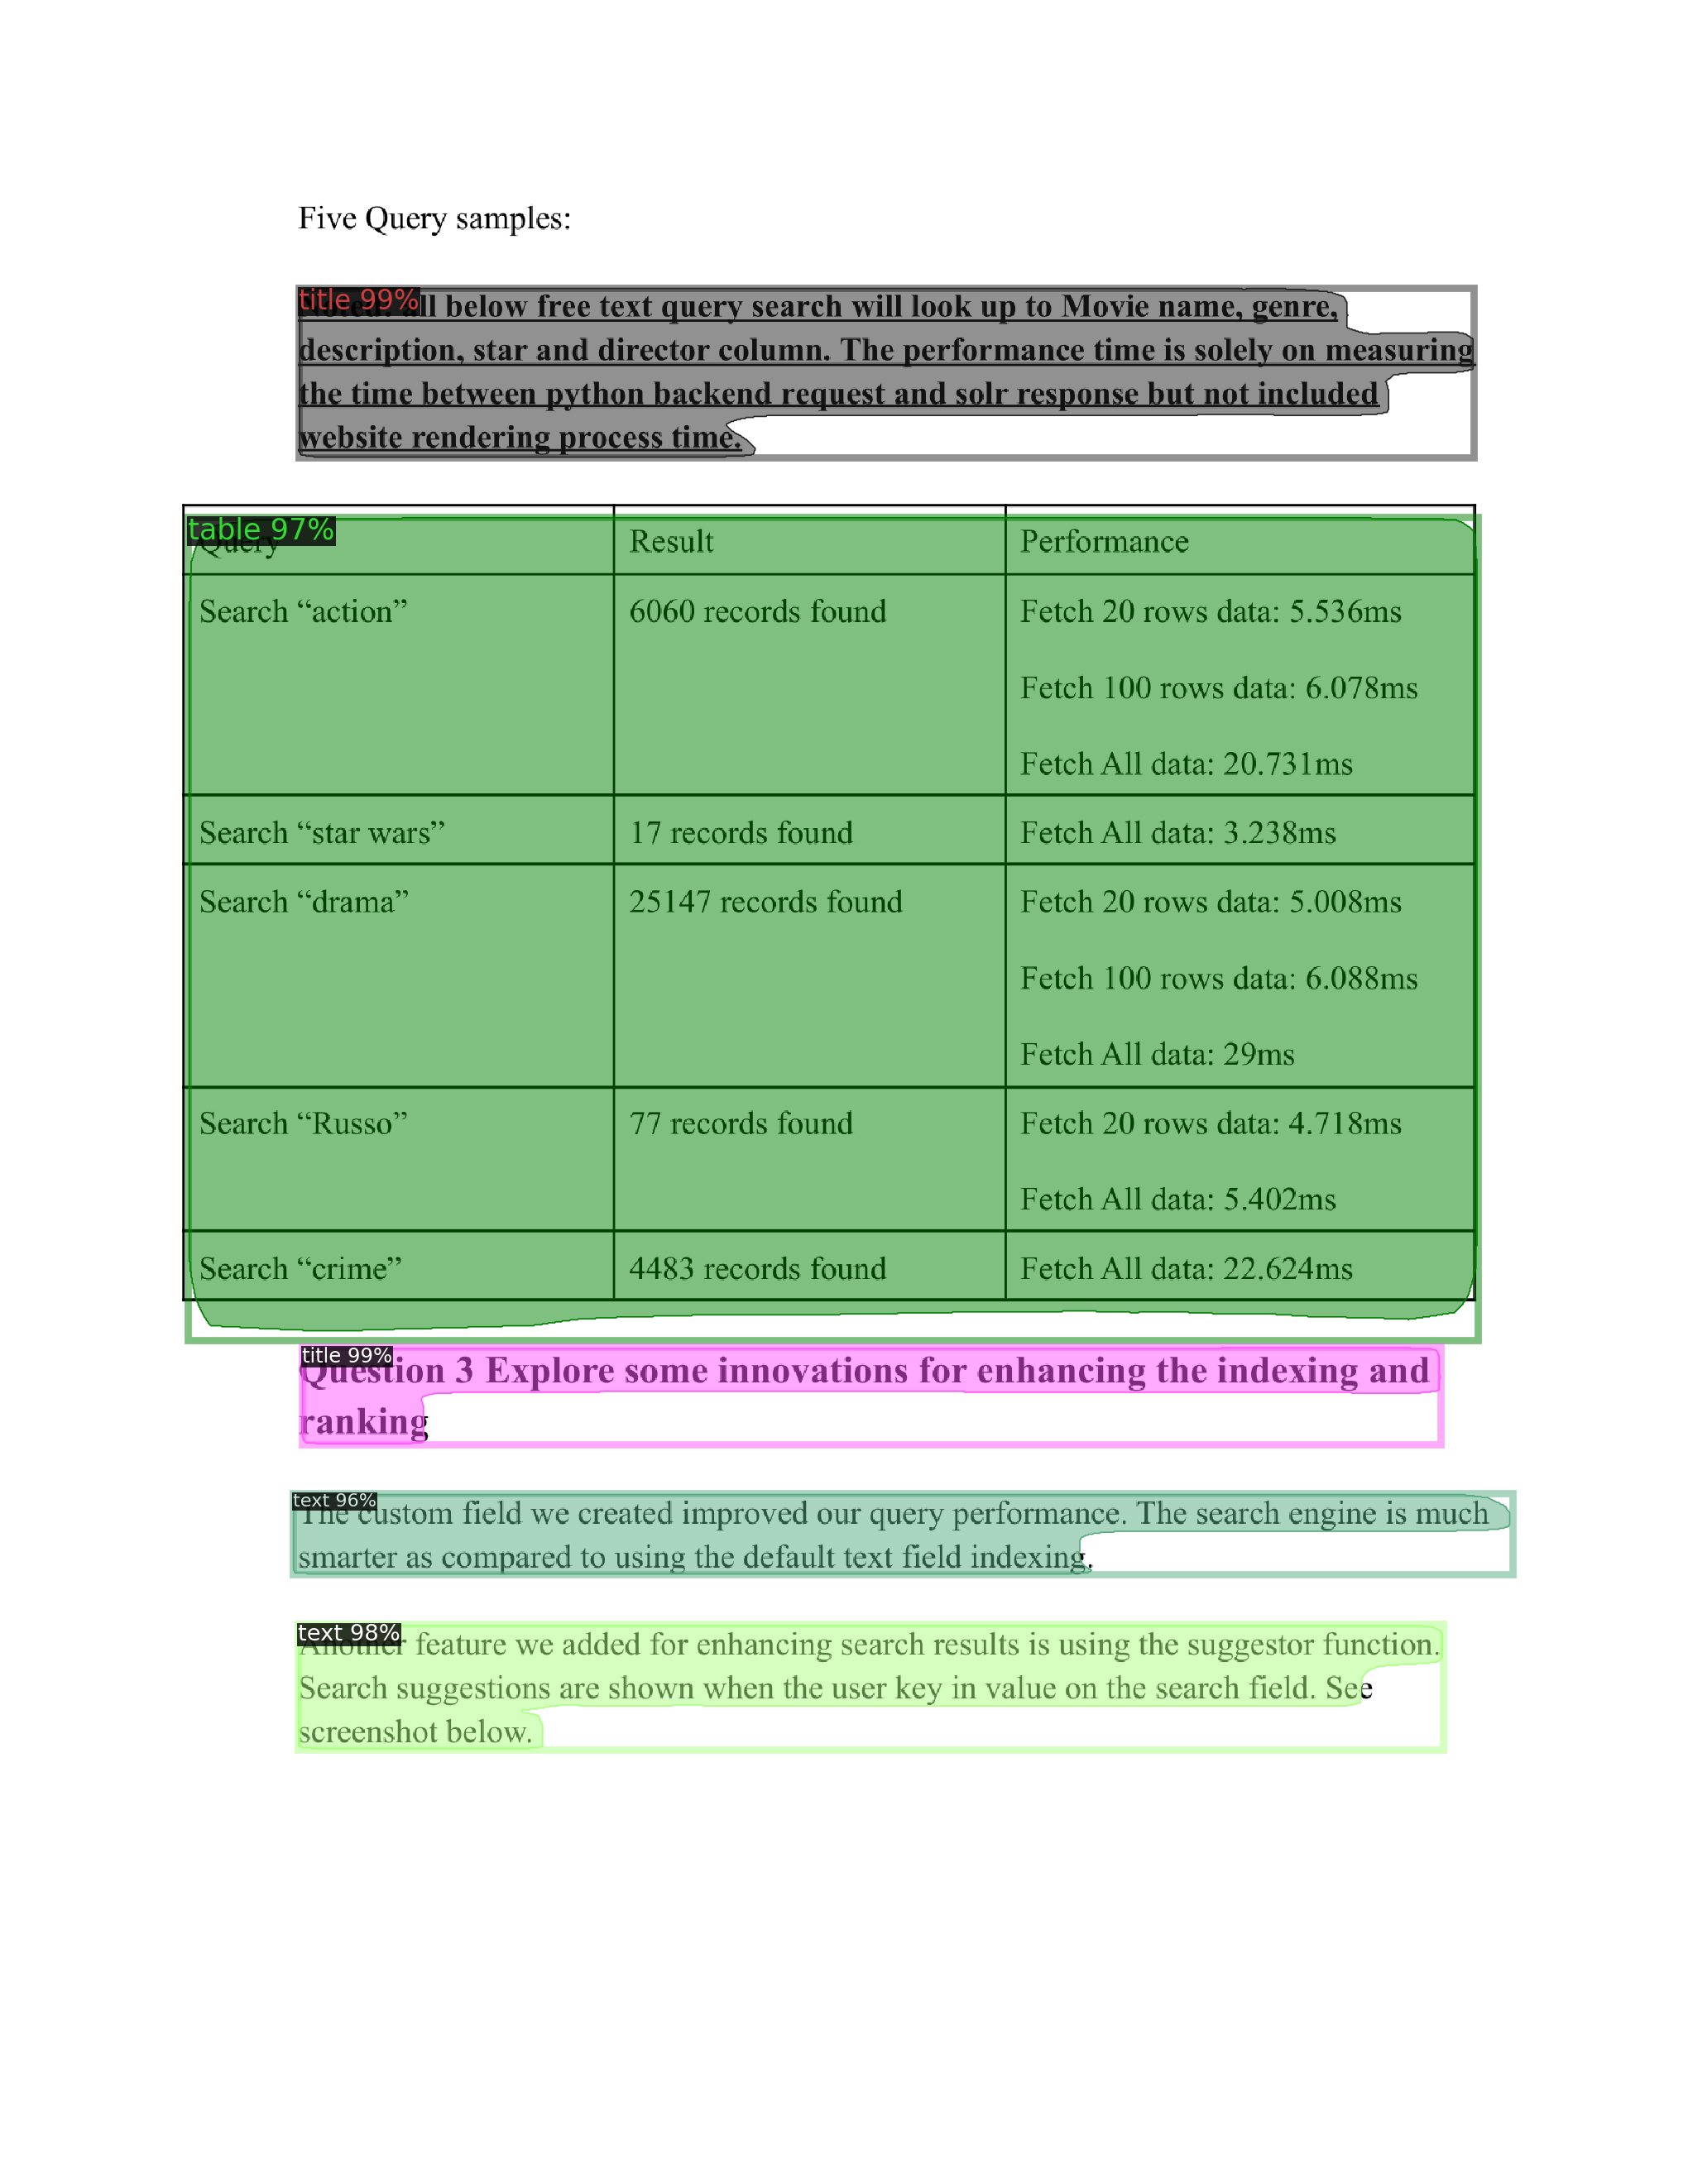 Five Query samples:
title 99%
all below free text query search will look up to Movie name, genre,
description, star and director column. The performance time is solely on measuring
the time between python backend request and solr response but not included
website rendering process time.
table 97%
Query Result Performance
Search “action” 6060 records found Fetch 20 rows data: 5.536ms
Fetch 100 rows data: 6.078ms
Fetch All data: 20.731ms
Search “star wars” 17 records found Fetch All data: 3.238ms
Search “drama” 25147 records found Fetch 20 rows data: 5.008ms
Fetch 100 rows data: 6.088ms
Fetch All data: 29ms
Search “Russo” 77 records found Fetch 20 rows data: 4.718ms
Fetch All data: 5.402ms
Search “crime” 4483 records found Fetch All data: 22.624ms
title 99%
Question 3 Explore some innovations for enhancing the indexing and
ranking
text 96%
The custom field we created improved our query performance. The search engine is much
smarter as compared to using the default text field indexing.
text 98%
Another feature we added for enhancing search results is using the suggestor function.
Search suggestions are shown when the user key in value on the search field. See
screenshot below.